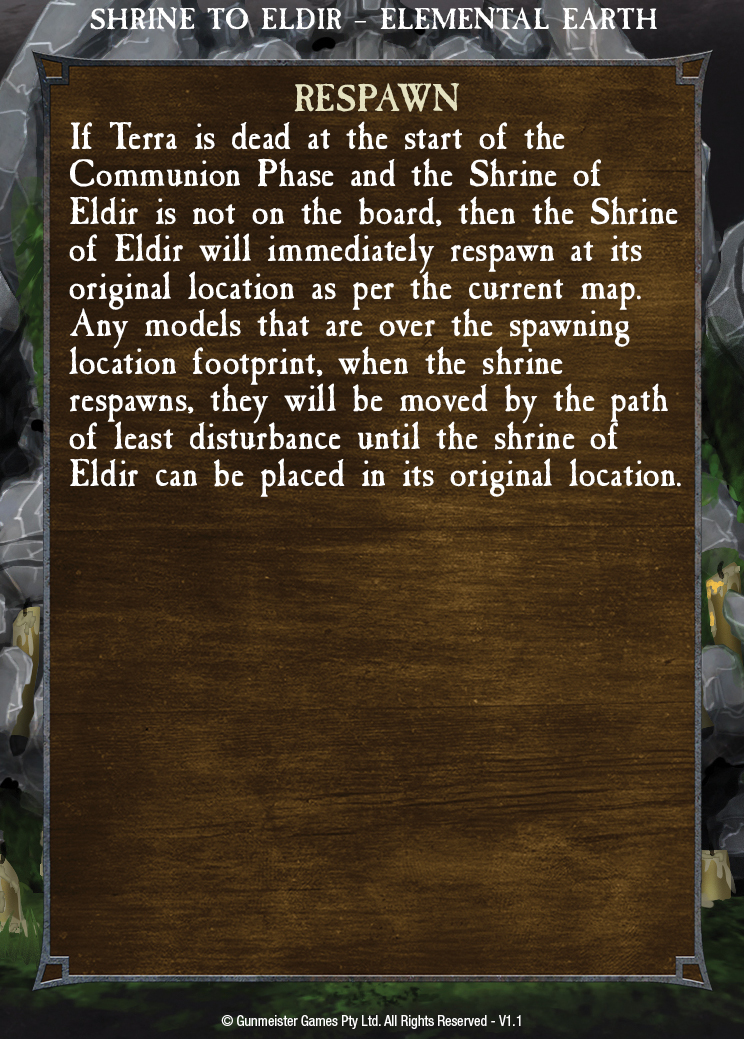 SHRINE TO ELDIR – ELEMENTAL EARTH
RESPAWN
If Terra is dead at the start of the
Communion Phase and the Shrine of
Eldir is not on the board, then the Shrine
of Eldir will immediately respawn at its
original location as per the current map.
Any models that are over the spawning
location footprint, when the shrine
respawns, they will be moved by the path
of least disturbance until the shrine of
Eldir can be placed in its original location.
© Gunmeister Games Pty Ltd. All Rights Reserved - V1.1